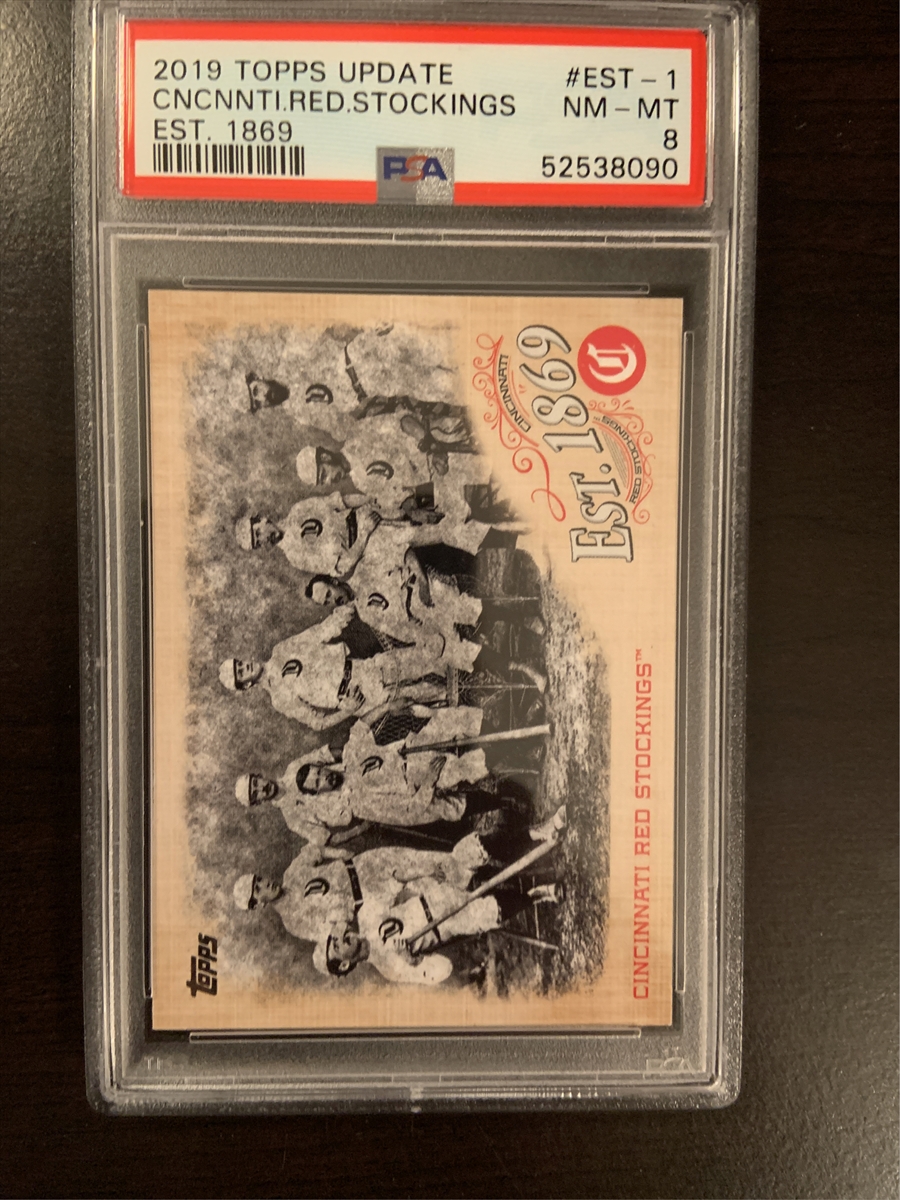 2019 TOPPS UPDATE #EST-1
CNCNNTI.RED.STOCKINGS NM-MT
EST. 1869 8
PSA 52538090
topps
CINCINNATI
EST. 1869
RED STOCKINGS™
C
CINCINNATI RED STOCKINGS™